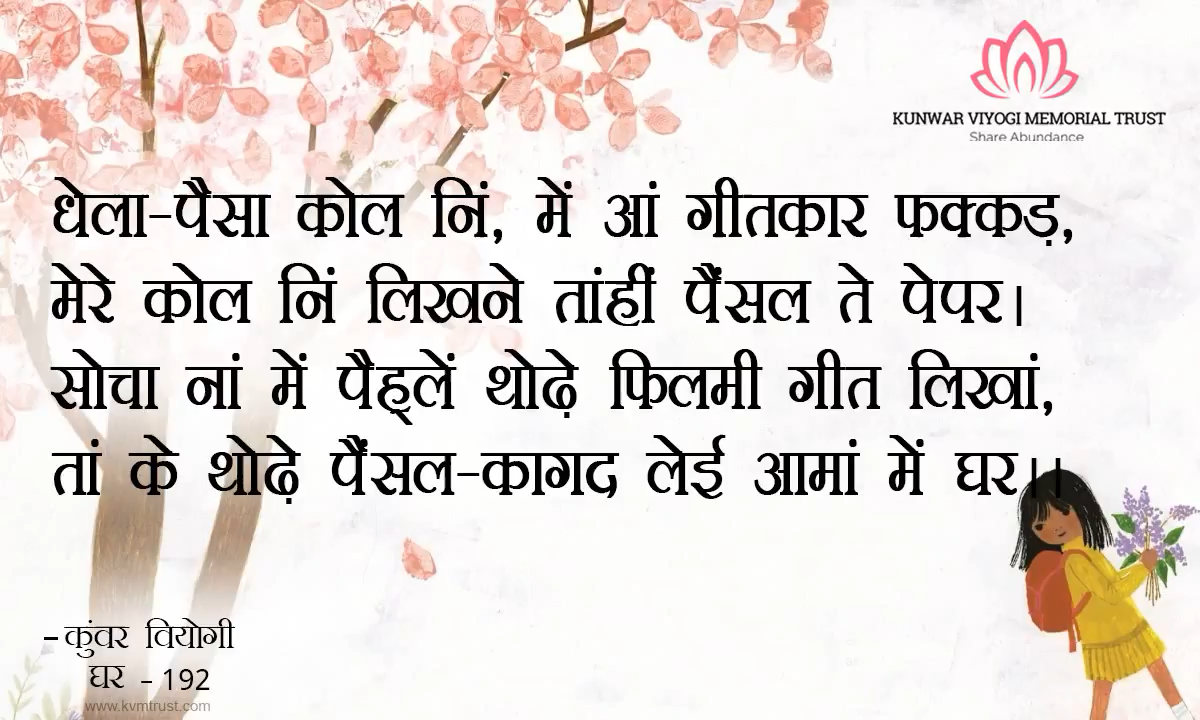 KUNWAR VIYOGI MEMORIAL TRUST
Share Abundance
धेला-पैसा कोल निं, में आं गीतकार फक्कड़,
मेरे कोल निं लिखने तांहीं पैंसल ते पेपर।
सोचा नां में पैह्लें थोढ़े फिलमी गीत लिखां,
तां के थोढ़े पैंसल-कागद लेई आमां में घर।।
-कुंवर वियोगी
घर - 192
www.kvmtrust.com